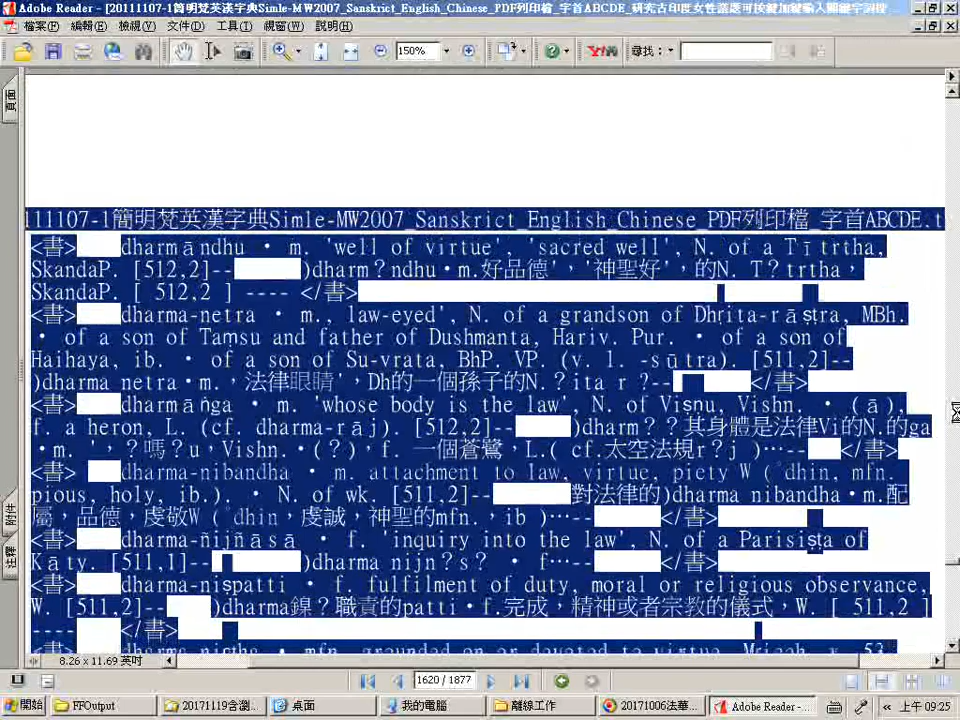 Adobe Reader - [20111107-1簡明梵英漢字典Simle-MW2007_Sanskrict_English_Chinese_PDF列印檔_字首ABCDE_研究古印度女性議題可按鍵
檔案(F) 編輯(E) 檢視(V) 文件(D) 工具(T) 視窗(W) 說明(H)
150% 尋找:
頁面
111107-1簡明梵英漢字典Simle-MW2007_Sanskrict_English_Chinese_PDF列印檔_字首ABCDE.t
<書> dharmāndhu • m. 'well of virtue', 'sacred well', N. of a Tīrtha,
SkandaP. [512,2]-- )dharm？ndhu•m.好品德', '神聖好', 的N. T？rtha,
SkandaP. [ 512,2 ] ---- </書>
<書> dharma-netra • m., law-eyed', N. of a grandson of Dhṛita-rāṣṭra, MBh.
• of a son of Taṃsu and father of Dushmanta, Hariv. Pur. • of a son of
Haihaya, ib. • of a son of Su-vrata, BhP. VP. (v. l. -sūtra). [511,2]--
)dharma netra•m., 法律眼睛', Dh的一個孫子的N.？ita r ?-- </書>
<書> dharmāṅga • m. 'whose body is the law', N. of Viṣṇu, Vishn. • (ā),
f. a heron, L. (cf. dharma-rāj). [512,2]-- )dharm？？其身體是法律Vi的N.的ga
•m. ', ？嗎？u, Vishn. •(？), f. 一個蒼鷺, L.( cf.太空法規r？j )…-- </書>
<書> dharma-nibandha • m. attachment to law, virtue, piety W (˚dhin, mfn.
pious, holy, ib.). • N. of wk. [511,2]-- 對法律的)dharma nibandha•m.配
屬，品德，虔敬W (˚dhin，虔誠，神聖的mfn.，ib )…-- </書>
<書> dharma-ñijñāsā • f. 'inquiry into the law', N. of a Parisiṣṭa of
Kāty. [511,1]-- )dharma nijn？s？ • f…-- </書>
<書> dharma-niṣpatti • f. fulfilment of duty, moral or religious observance,
W. [511,2]-- )dharma鎳？職責的patti•f.完成，精神或者宗教的儀式，W. [ 511,2 ]
---- </書>
附件
注釋
8.26 x 11.69 英吋
1620 / 1877
開始 FFOutput 20171119含瀏... 桌面 我的電腦 離線工作 20171006法華... Adobe Reader - [... 上午 09:25